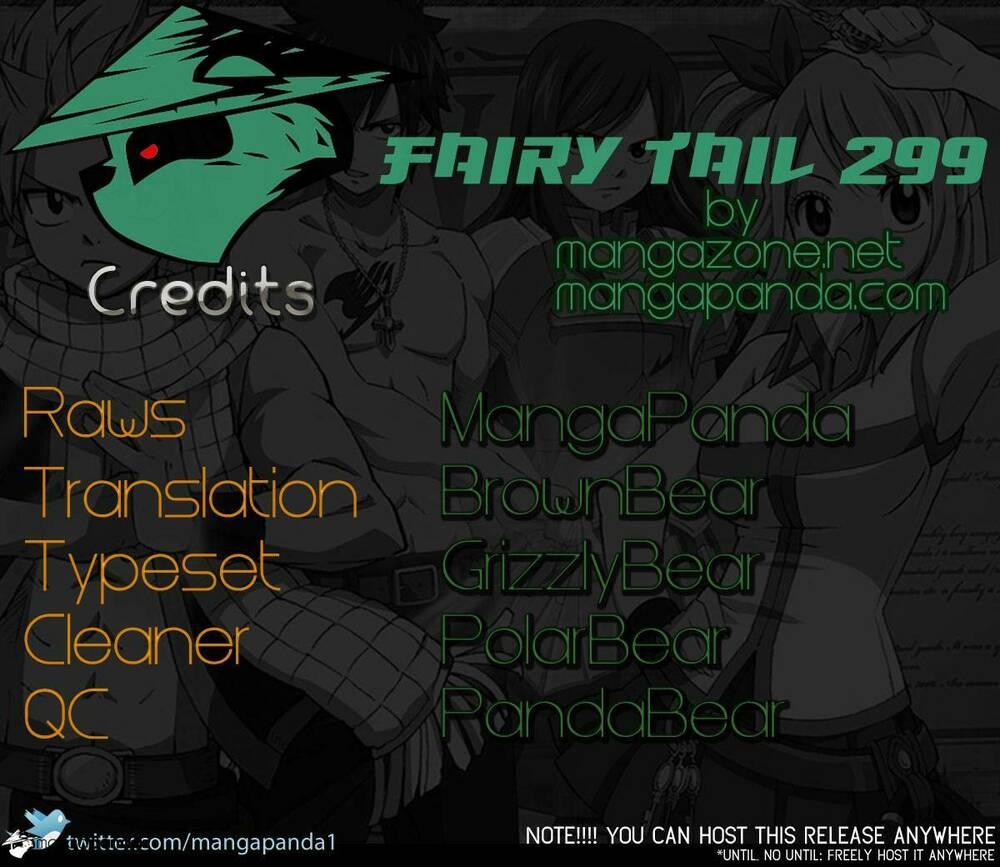 FAIRY TAIL 299
by
mangazone.net
mangapanda.com
Credits
Raws MangaPanda
Translation BrownBear
Typeset GrizzlyBear
Cleaner PolarBear
QC PandaBear
twitter.com/mangapanda1
NOTE!!!! YOU CAN HOST THIS RELEASE ANYWHERE
*UNTIL. NO UNTIL; FREELY HOST IT ANYWHERE